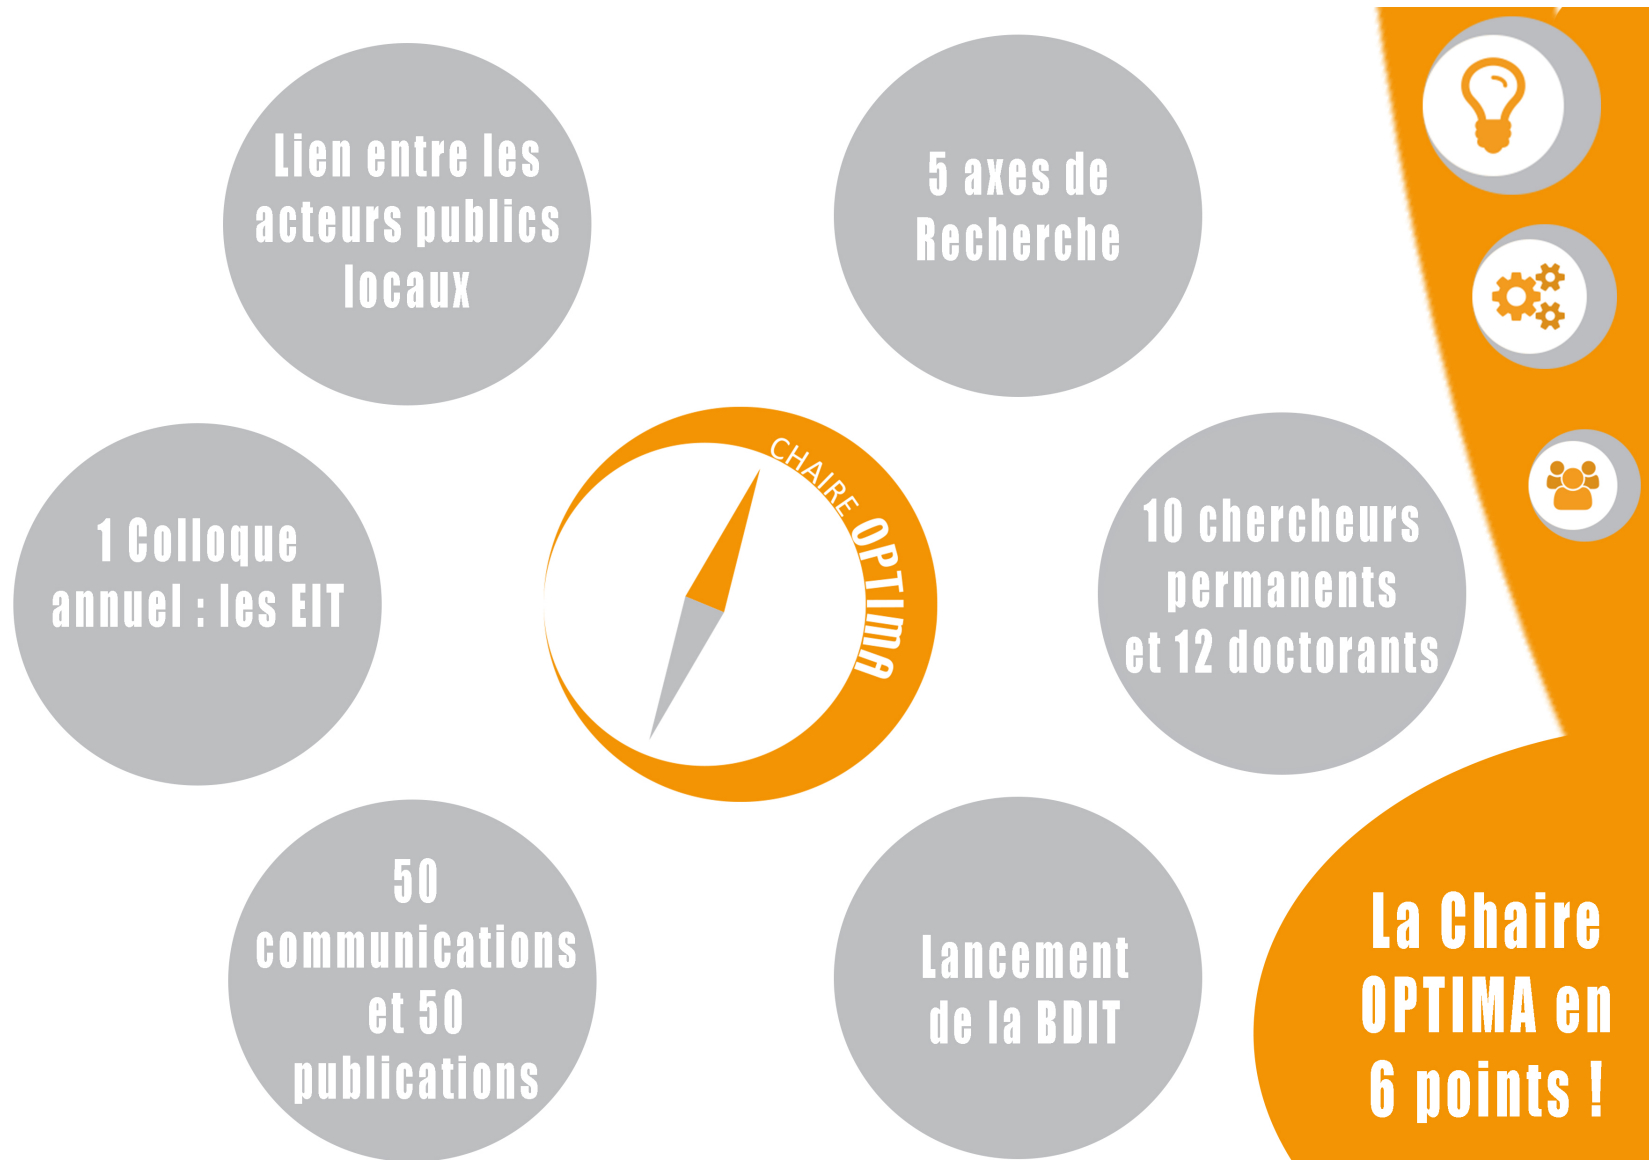 Lien entre les
acteurs publics
locaux
5 axes de
Recherche
1 Colloque
annuel : les EIT
CHAIRE OPTIMA
10 chercheurs
permanents
et 12 doctorants
50
communications
et 50
publications
Lancement
de la BDIT
La Chaire
OPTIMA en
6 points !